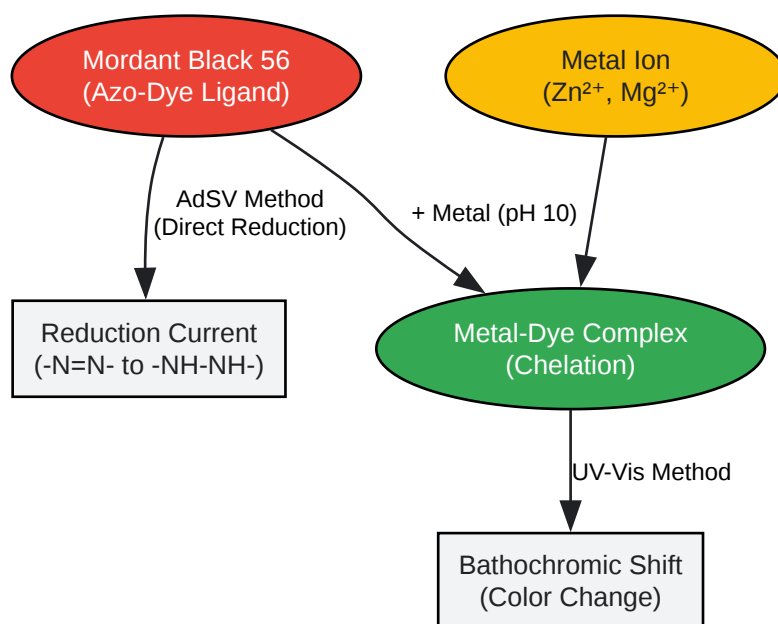 Mordant Black 56
(Azo-Dye Ligand)
Metal Ion
(Zn²⁺, Mg²⁺)
AdSV Method
(Direct Reduction)
+ Metal (pH 10)
Reduction Current
(-N=N- to -NH-NH-)
Metal-Dye Complex
(Chelation)
UV-Vis Method
Bathochromic Shift
(Color Change)